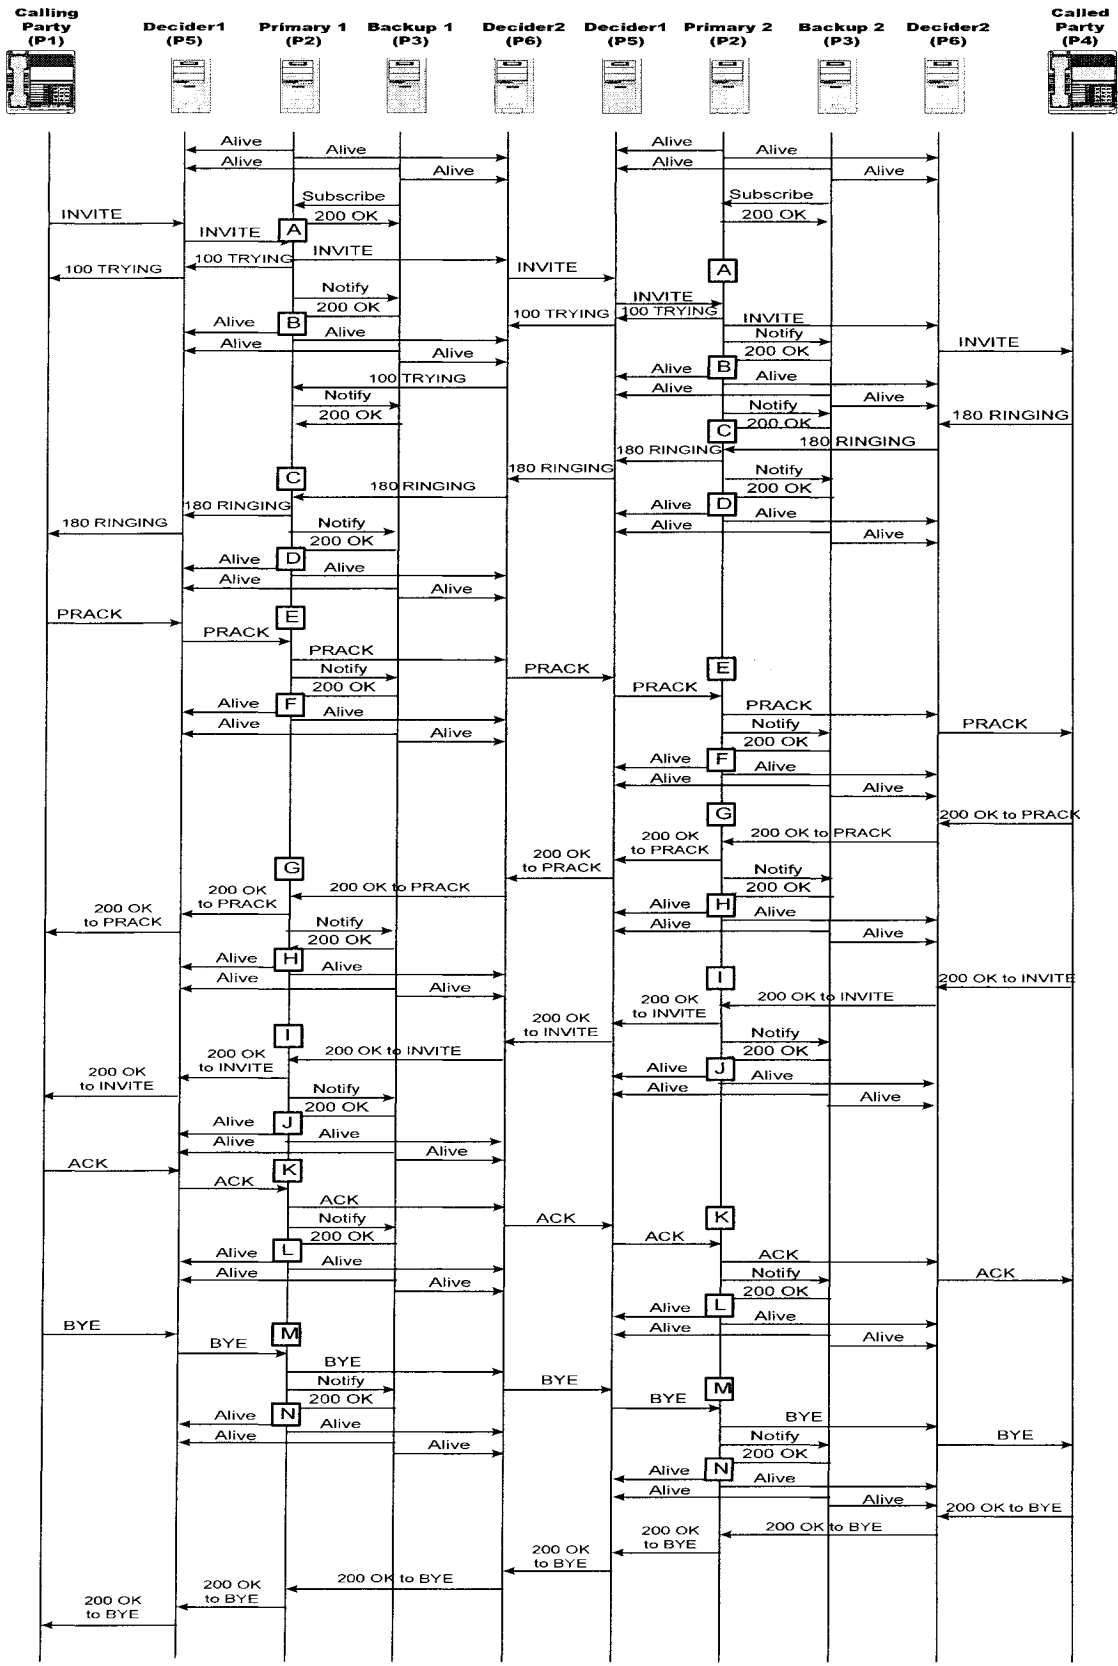 Calling
Party
(P1)
Decider1
(P5)
Primary 1
(P2)
Backup 1
(P3)
Decider2
(P6)
Decider1
(P5)
Primary 2
(P2)
Backup 2
(P3)
Decider2
(P6)
Called
Party
(P4)
Alive
Alive
Alive
Alive
Alive
Alive
Alive
Alive
Subscribe
Subscribe
INVITE
200 OK
200 OK
A
INVITE
INVITE
100 TRYING
100 TRYING
INVITE
A
Notify
INVITE
200 OK
100 TRYING
100 TRYING
B
Alive
Alive
INVITE
Notify
INVITE
Alive
Alive
200 OK
B
Alive
100 TRYING
Alive
Alive
Alive
Notify
Notify
180 RINGING
200 OK
200 OK
C
180 RINGING
180 RINGING
180 RINGING
Notify
C
180 RINGING
200 OK
D
180 RINGING
Alive
Alive
180 RINGING
Notify
Alive
Alive
200 OK
D
Alive
Alive
Alive
Alive
E
PRACK
PRACK
PRACK
Notify
PRACK
E
200 OK
PRACK
F
Alive
Alive
PRACK
Alive
Alive
Notify
PRACK
200 OK
F
Alive
Alive
Alive
Alive
G
200 OK to PRACK
200 OK to PRACK
200 OK
to PRACK
200 OK
to PRACK
G
Notify
200 OK to PRACK
200 OK
200 OK
to PRACK
H
Alive
Alive
200 OK
to PRACK
Notify
Alive
Alive
200 OK
H
Alive
Alive
Alive
Alive
I
200 OK to INVITE
200 OK to INVITE
200 OK
to INVITE
200 OK
to INVITE
I
Notify
200 OK to INVITE
200 OK
200 OK
to INVITE
J
Alive
Alive
200 OK
to INVITE
Notify
Alive
Alive
200 OK
J
Alive
Alive
Alive
Alive
ACK
K
ACK
ACK
Notify
ACK
K
200 OK
ACK
L
Alive
Alive
ACK
Alive
Alive
Notify
ACK
200 OK
L
Alive
Alive
BYE
M
Alive
Alive
BYE
BYE
Notify
BYE
M
200 OK
BYE
N
Alive
Alive
BYE
Alive
Alive
Notify
BYE
200 OK
N
Alive
Alive
Alive
Alive
200 OK to BYE
200 OK to BYE
200 OK
to BYE
200 OK
to BYE
200 OK to BYE
200 OK
to BYE
200 OK
to BYE